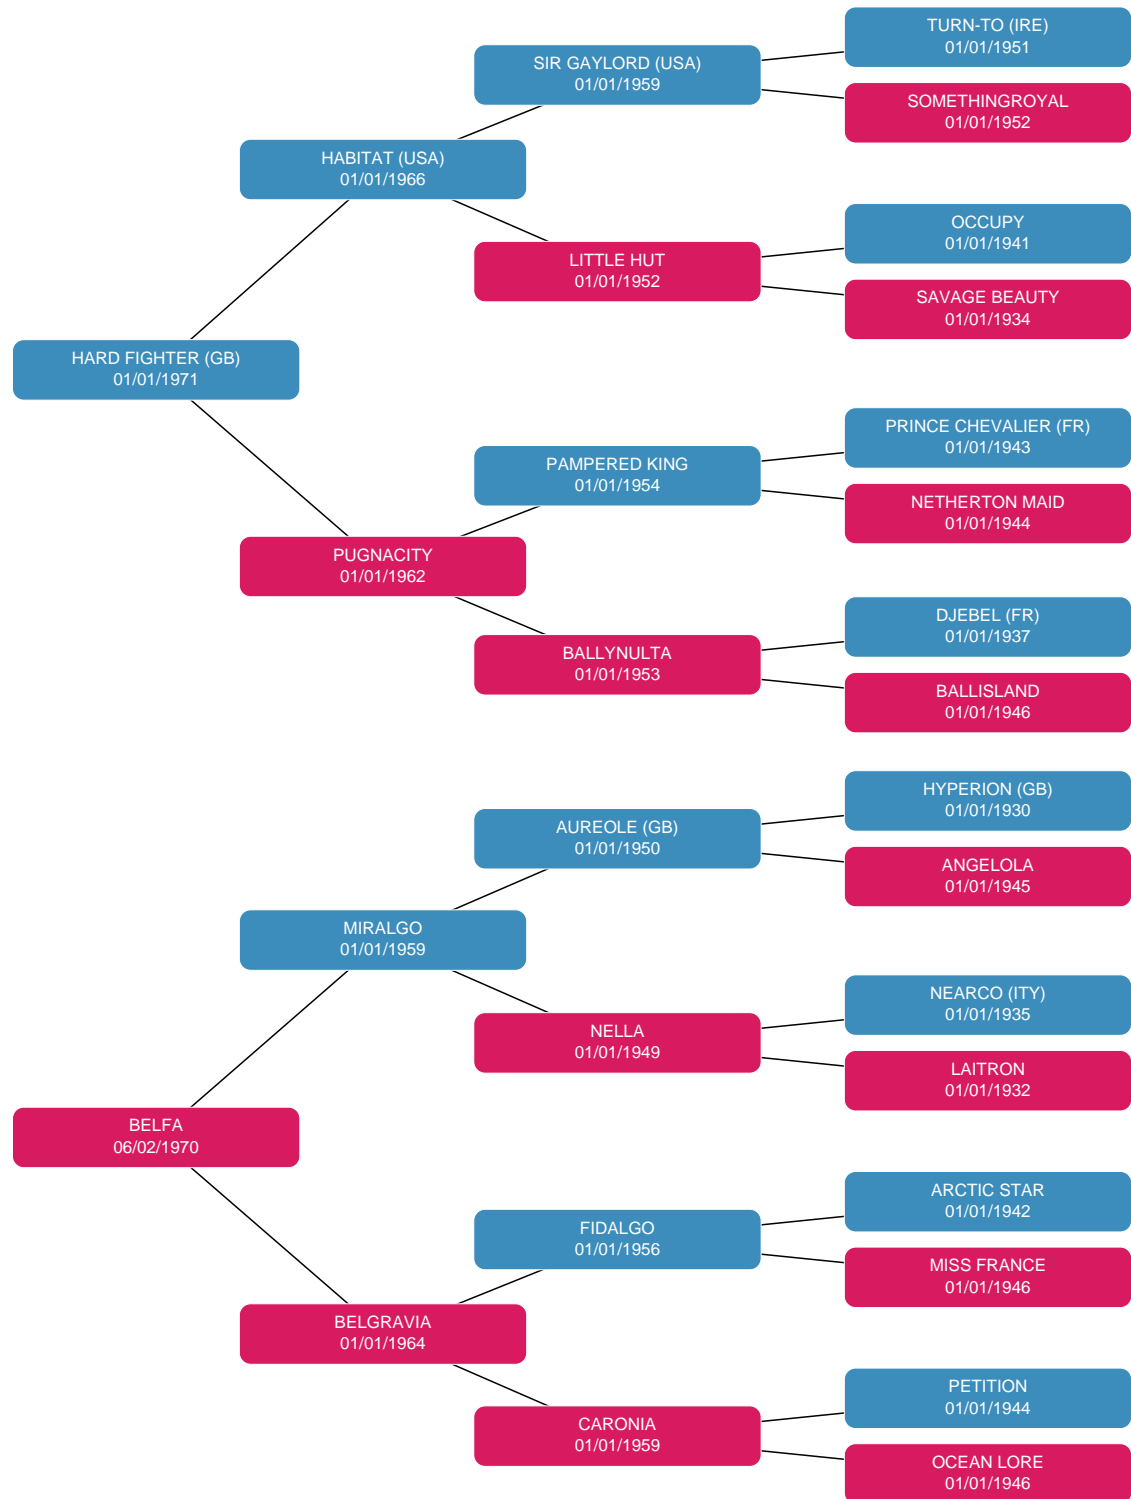 TURN-TO (IRE)
01/01/1951
SIR GAYLORD (USA)
01/01/1959
SOMETHINGROYAL
01/01/1952
HABITAT (USA)
01/01/1966
OCCUPY
01/01/1941
LITTLE HUT
01/01/1952
SAVAGE BEAUTY
01/01/1934
HARD FIGHTER (GB)
01/01/1971
PRINCE CHEVALIER (FR)
01/01/1943
PAMPERED KING
01/01/1954
NETHERTON MAID
01/01/1944
PUGNACITY
01/01/1962
DJEBEL (FR)
01/01/1937
BALLYNULTA
01/01/1953
BALLISLAND
01/01/1946
HYPERION (GB)
01/01/1930
AUREOLE (GB)
01/01/1950
ANGELOLA
01/01/1945
MIRALGO
01/01/1959
NEARCO (ITY)
01/01/1935
NELLA
01/01/1949
LAITRON
01/01/1932
BELFA
06/02/1970
ARCTIC STAR
01/01/1942
FIDALGO
01/01/1956
MISS FRANCE
01/01/1946
BELGRAVIA
01/01/1964
PETITION
01/01/1944
CARONIA
01/01/1959
OCEAN LORE
01/01/1946